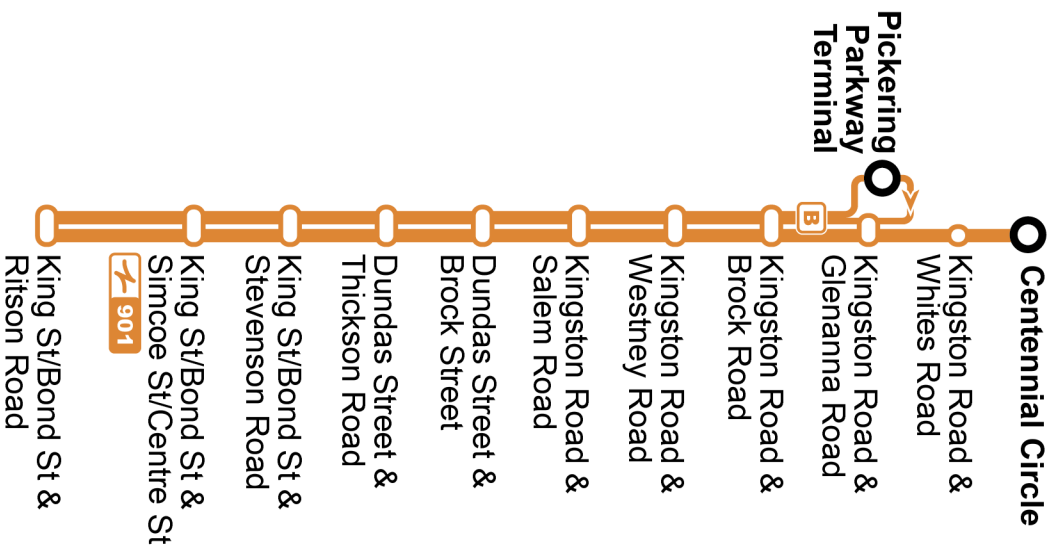 Centennial Circle
Kingston Road &
Whites Road
Pickering
Parkway
Terminal
Kingston Road &
Glenanna Road
B
Kingston Road &
Brock Road
Kingston Road &
Westney Road
Kingston Road &
Salem Road
Dundas Street &
Brock Street
Dundas Street &
Thickson Road
King St/Bond St &
Stevenson Road
King St/Bond St &
Simcoe St/Centre St
901
King St/Bond St &
Ritson Road